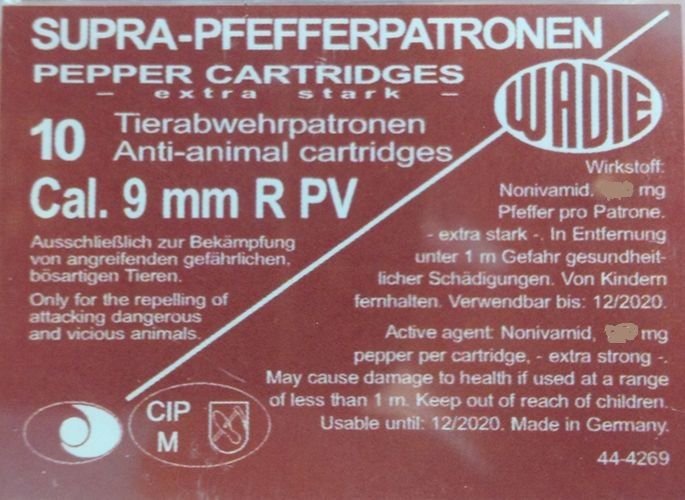 SUPRA-PFEFFERPATRONEN
PEPPER CARTRIDGES
- extra stark -
WADIE
10 Tierabwehrpatronen
Anti-animal cartridges
Cal. 9 mm R PV
Ausschließlich zur Bekämpfung
von angreifenden gefährlichen,
bösartigen Tieren.
Only for the repelling of
attacking dangerous
and vicious animals.
Wirkstoff:
Nonivamid, mg
Pfeffer pro Patrone.
- extra stark -. In Entfernung
unter 1 m Gefahr gesundheit-
licher Schädigungen. Von Kindern
fernhalten. Verwendbar bis: 12/2020.
Active agent: Nonivamid, mg
pepper per cartridge, - extra strong -.
May cause damage to health if used at a range
of less than 1 m. Keep out of reach of children.
Usable until: 12/2020. Made in Germany.
CIP
M
44-4269